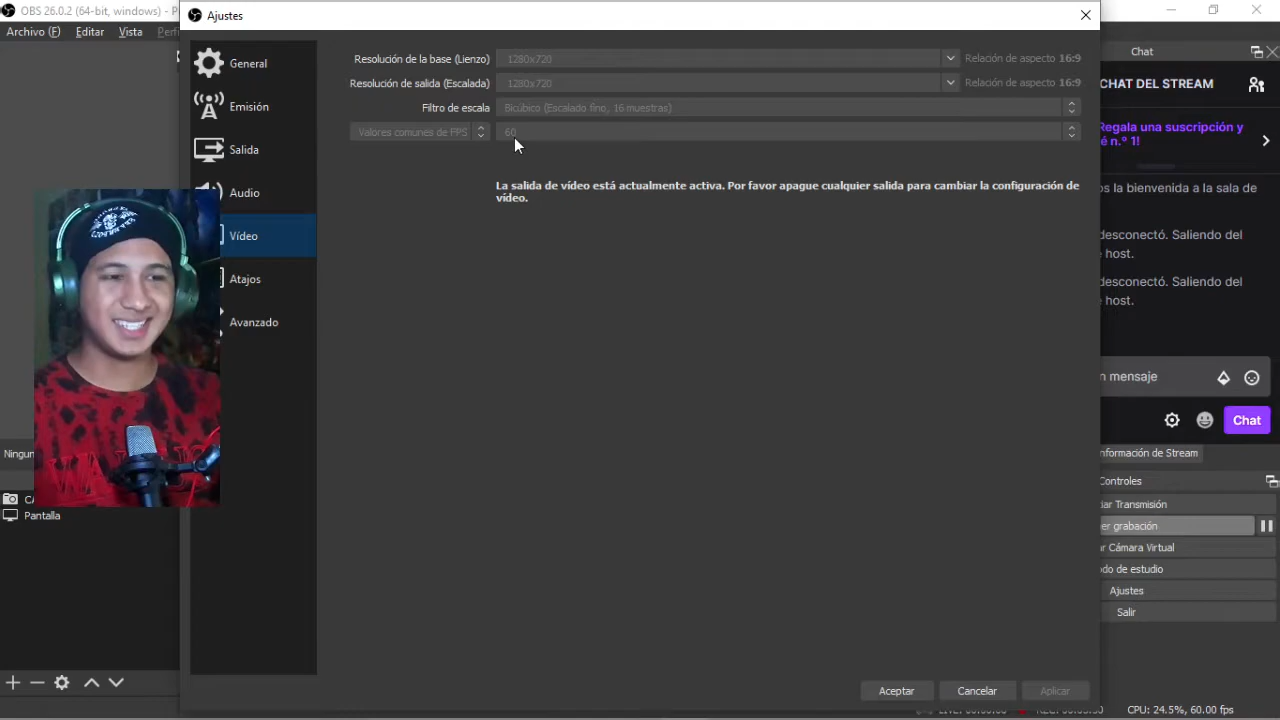 OBS 26.0.2 (64-bit, windows) - P
Archivo (F)
Editar
Vista
Perfi
Ajustes
General
Emisión
Salida
Audio
Vídeo
Atajos
Avanzado
Resolución de la base (Lienzo)
1280x720
Relación de aspecto 16:9
Resolución de salida (Escalada)
1280x720
Relación de aspecto 16:9
Filtro de escala
Bicúbico (Escalado fino, 16 muestras)
Valores comunes de FPS
60
La salida de vídeo está actualmente activa. Por favor apague cualquier salida para cambiar la configuración de
vídeo.
Aceptar
Cancelar
Aplicar
Ningun
CA
Pantalla
Chat
CHAT DEL STREAM
Regala una suscripción y
é n.º 1!
os la bienvenida a la sala de
desconectó. Saliendo del
host.
desconectó. Saliendo del
host.
n mensaje
Chat
nformación de Stream
Controles
iar Transmisión
er grabación
ar Cámara Virtual
odo de estudio
Ajustes
Salir
CPU: 24.5%, 60.00 fps